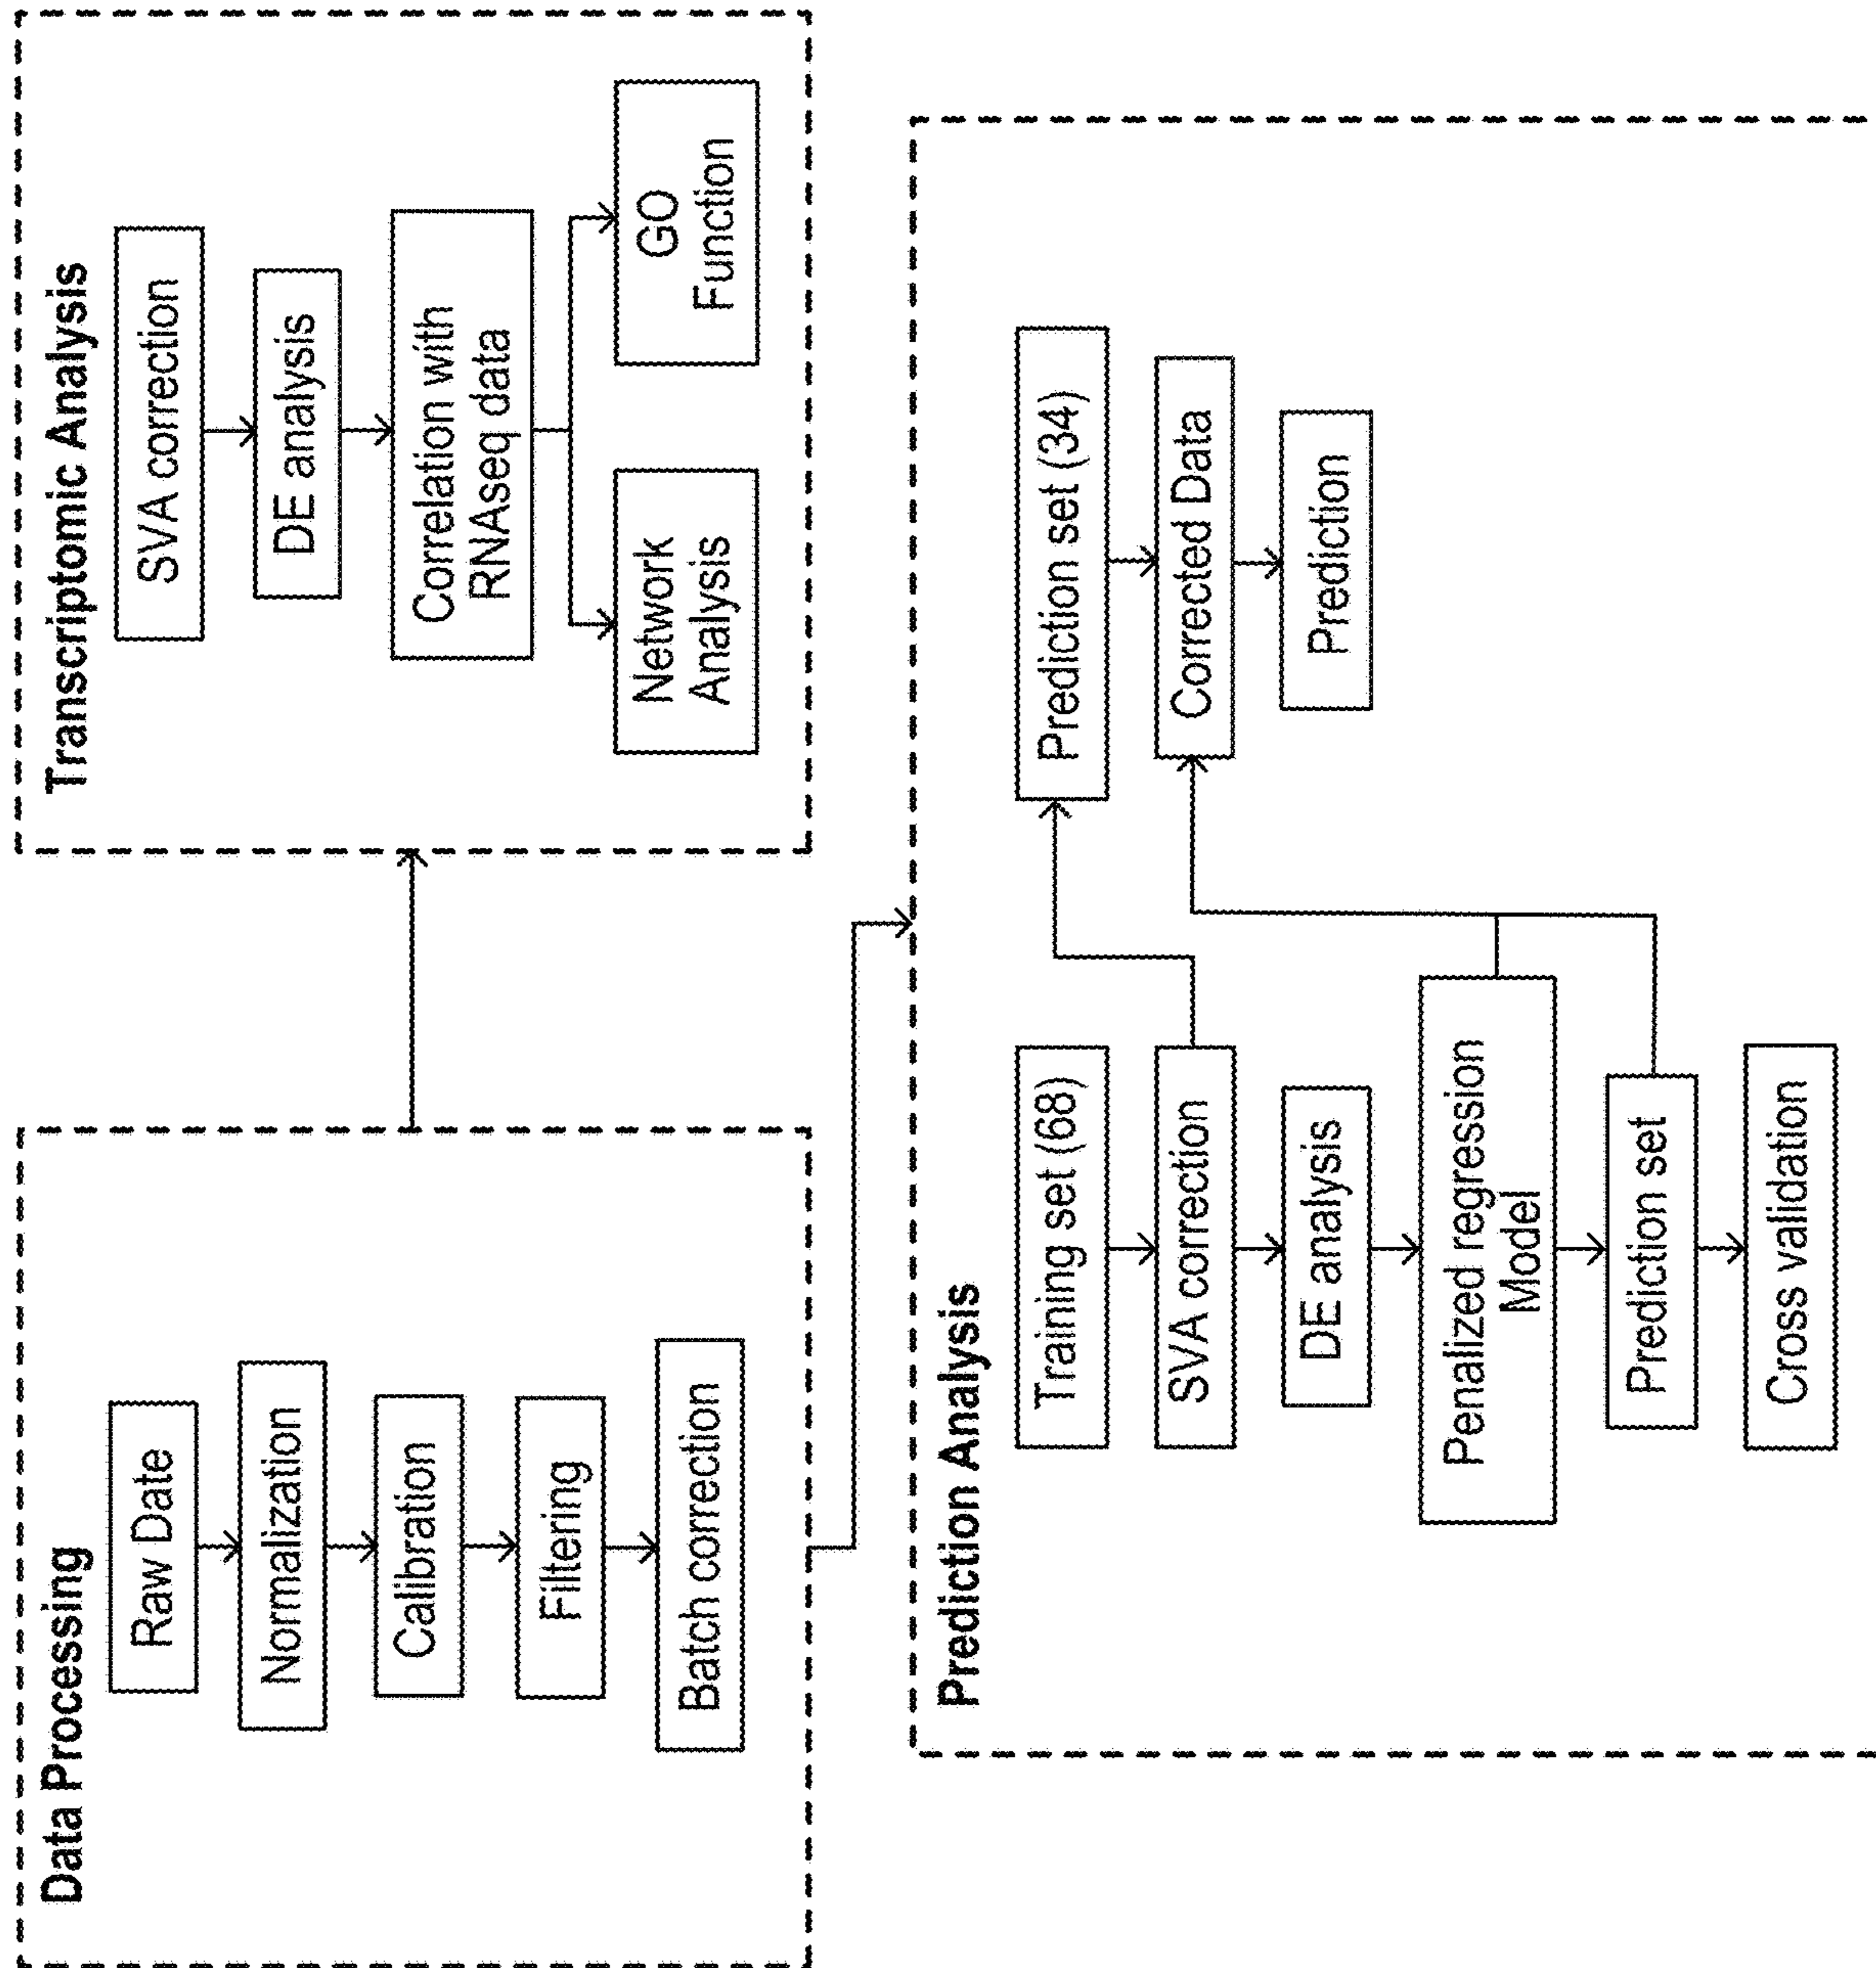 Data Processing
Raw Date
Normalization
Calibration
Filtering
Batch correction
Transcriptomic Analysis
SVA correction
DE analysis
Correlation with
RNAseq data
Network
Analysis
GO
Function
Prediction Analysis
Training set (68)
SVA correction
DE analysis
Penalized regression
Model
Prediction set
Cross validation
Prediction set (34)
Corrected Data
Prediction